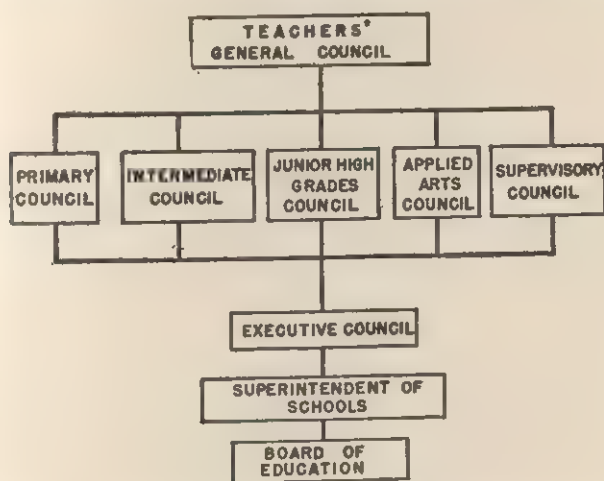 TEACHERS'
GENERAL COUNCIL
PRIMARY
COUNCIL
INTERMEDIATE
COUNCIL
JUNIOR HIGH
GRADES
COUNCIL
APPLIED
ARTS
COUNCIL
SUPERVISORY
COUNCIL
EXECUTIVE COUNCIL
SUPERINTENDENT OF
SCHOOLS
BOARD OF
EDUCATION